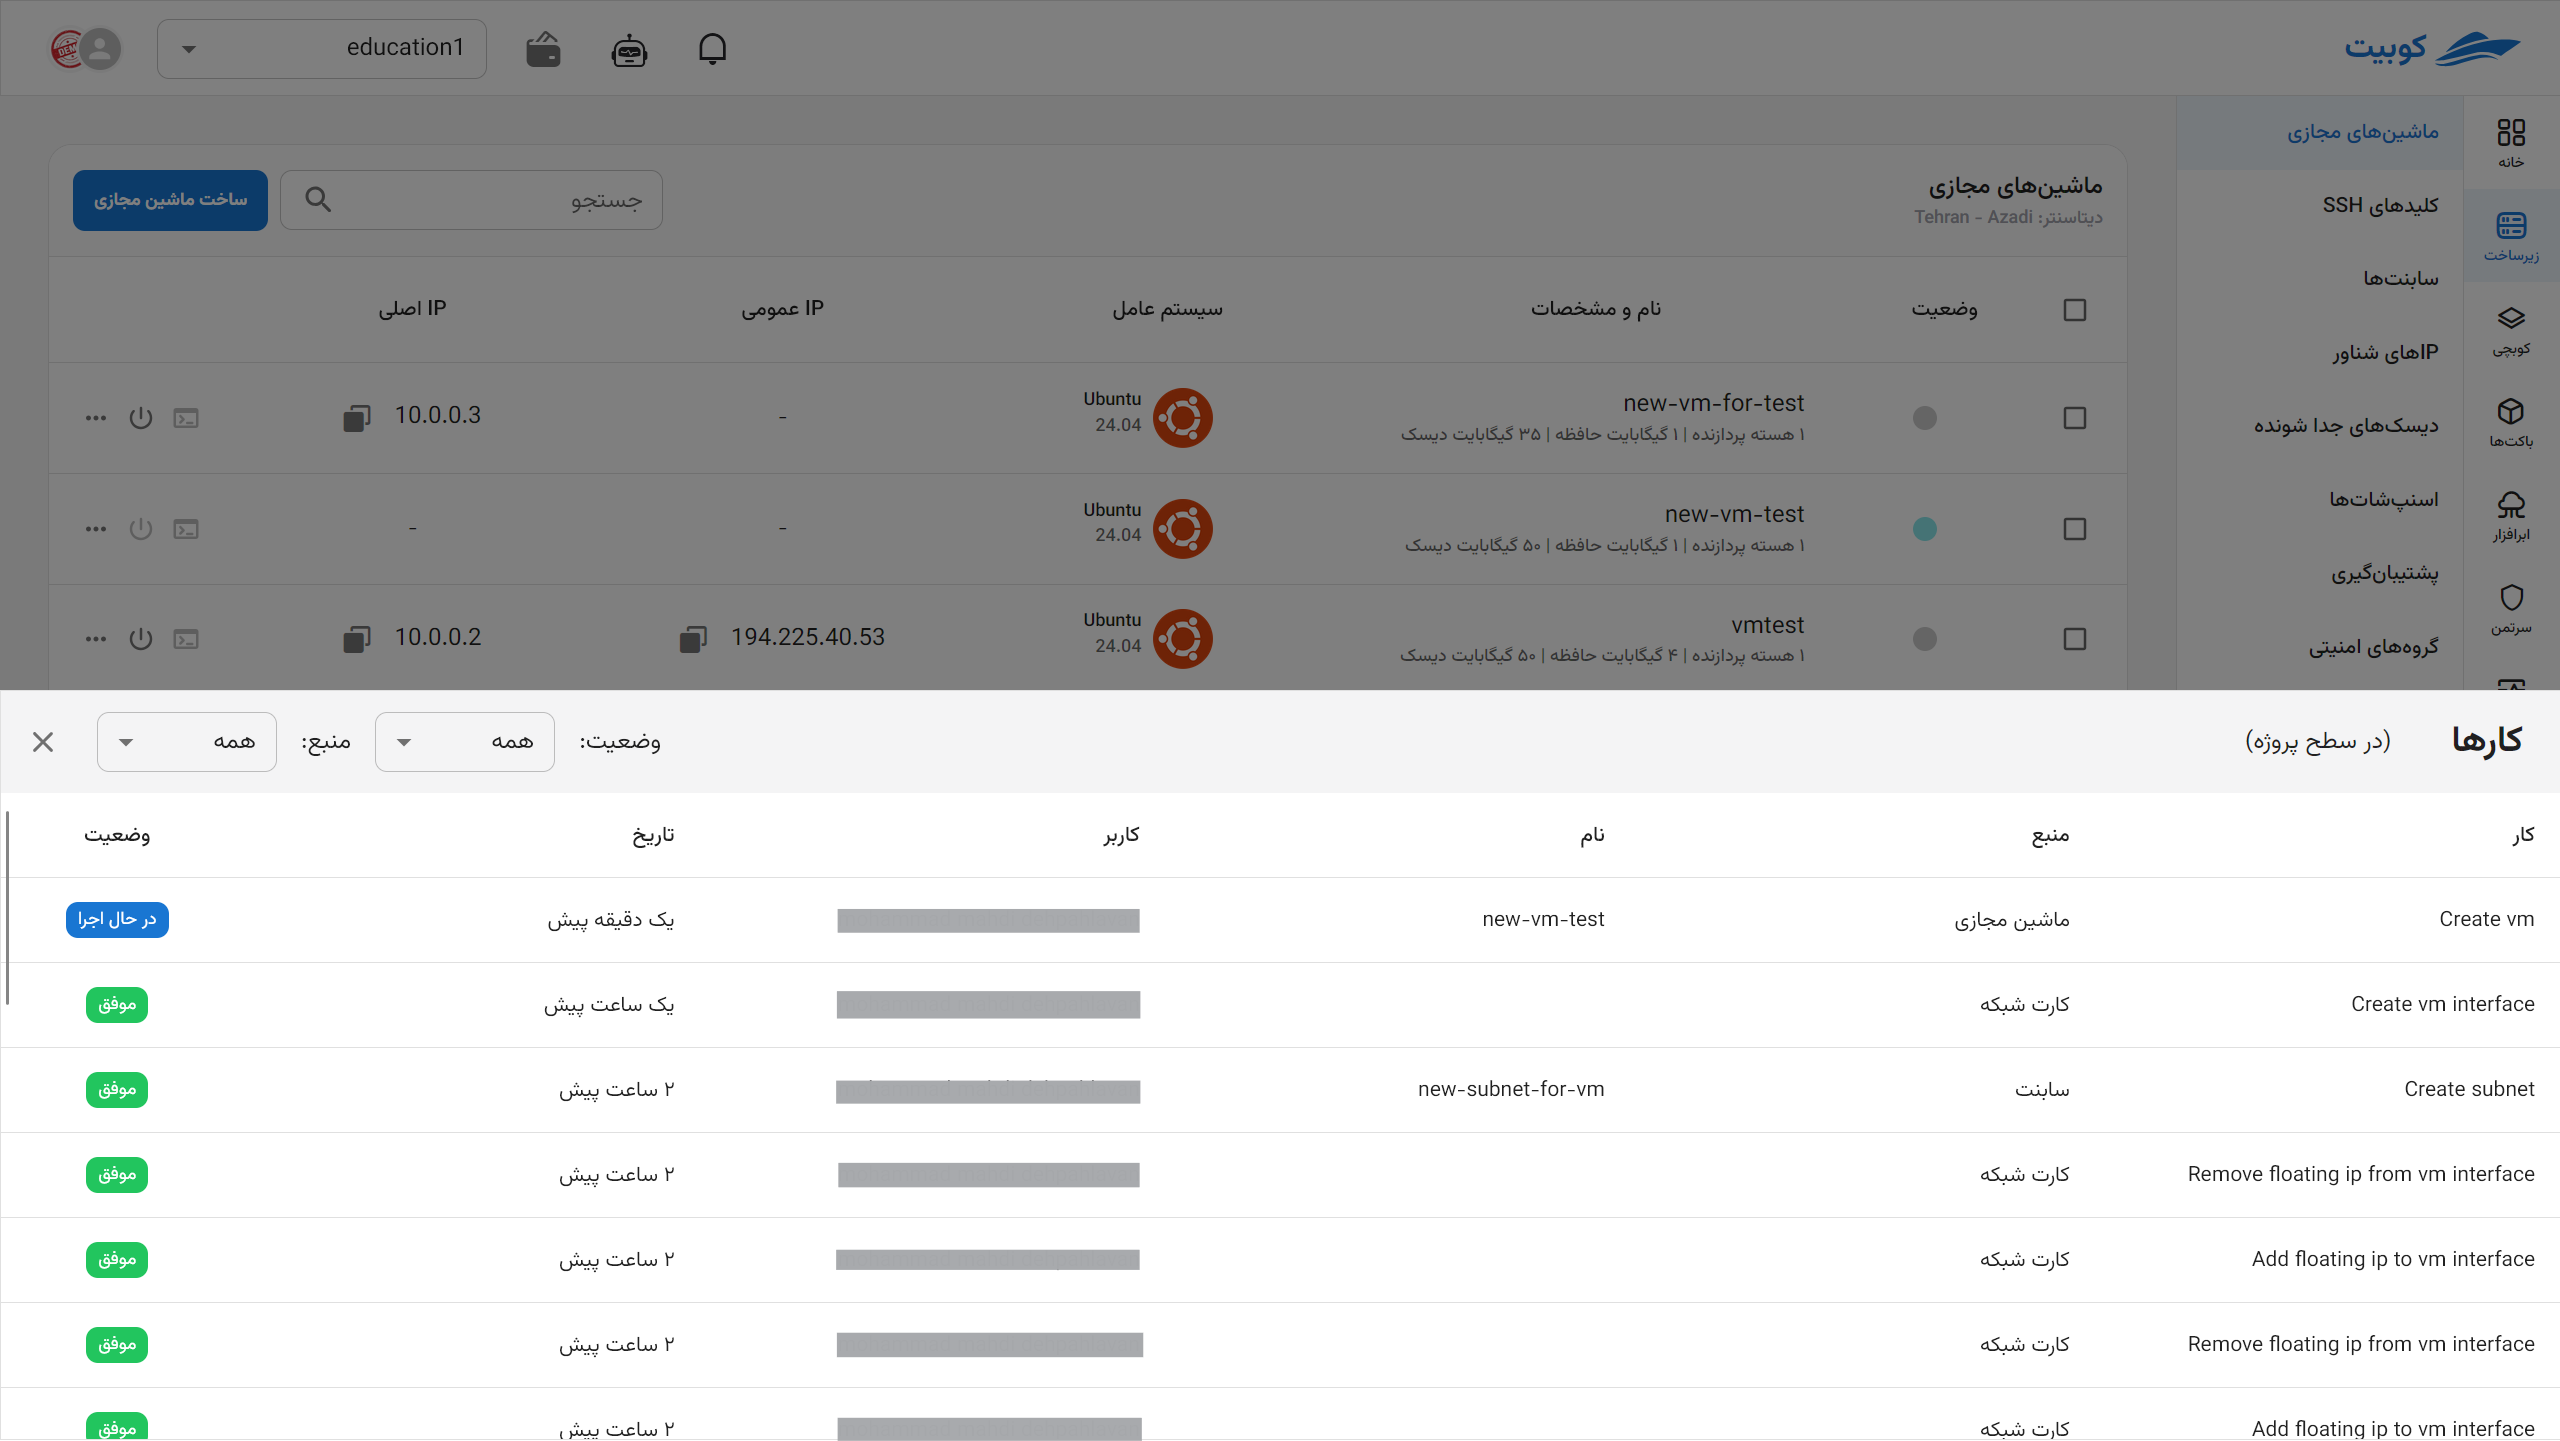 کوبیت
education1
DEM
خانه
زیرساخت
کوبچی
باکت‌ها
ابرافزار
سرتمن
ماشین‌های مجازی
کلیدهای SSH
سابنت‌ها
IPهای شناور
دیسک‌های جدا شونده
اسنپ‌شات‌ها
پشتیبان‌گیری
گروه‌های امنیتی
ماشین‌های مجازی
دیتاسنتر: Tehran - Azadi
جستجو
ساخت ماشین مجازی
وضعیت نام و مشخصات سیستم عامل IP عمومی IP اصلی
new-vm-for-test Ubuntu - 10.0.0.3
۱ هسته پردازنده | ۱ گیگابایت حافظه | ۳۵ گیگابایت دیسک 24.04
new-vm-test Ubuntu - -
۱ هسته پردازنده | ۱ گیگابایت حافظه | ۵۰ گیگابایت دیسک 24.04
vmtest Ubuntu 194.225.40.53 10.0.0.2
۱ هسته پردازنده | ۴ گیگابایت حافظه | ۵۰ گیگابایت دیسک 24.04
کارها (در سطح پروژه) وضعیت: همه منبع: همه
کار منبع نام کاربر تاریخ وضعیت
Create vm ماشین مجازی new-vm-test یک دقیقه پیش در حال اجرا
Create vm interface کارت شبکه یک ساعت پیش موفق
Create subnet سابنت new-subnet-for-vm ۲ ساعت پیش موفق
Remove floating ip from vm interface کارت شبکه ۲ ساعت پیش موفق
Add floating ip to vm interface کارت شبکه ۲ ساعت پیش موفق
Remove floating ip from vm interface کارت شبکه ۲ ساعت پیش موفق
Add floating ip to vm interface کارت شبکه ۲ ساعت پیش موفق